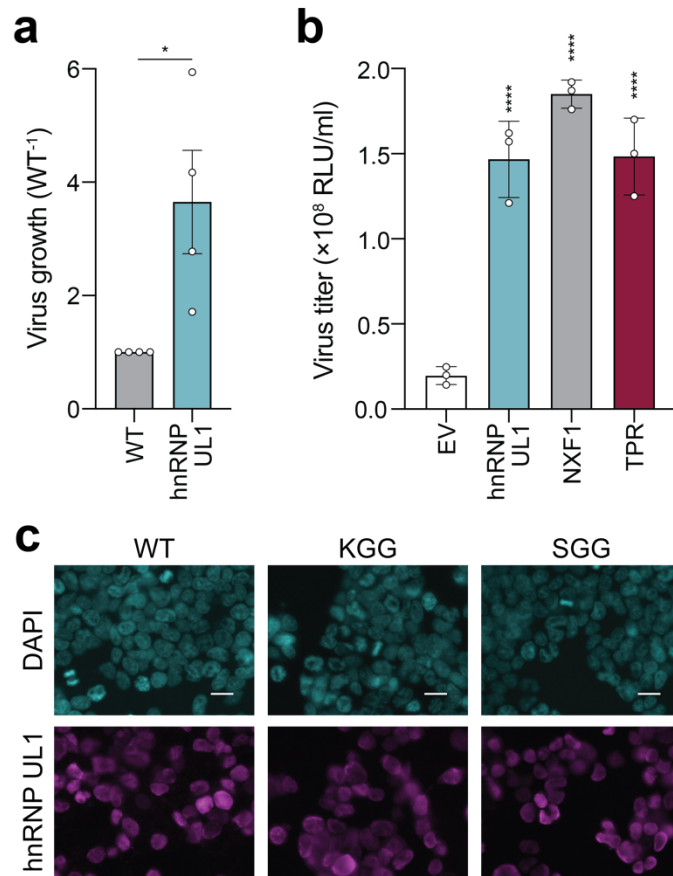 a
*
Virus growth (WT⁻¹)
6
4
2
0
WT
hnRNP
UL1
b
****
****
****
Virus titer (×10⁸ RLU/ml)
2.0
1.5
1.0
0.5
0.0
EV
hnRNP
UL1
NXF1
TPR
c
WT
KGG
SGG
DAPI
hnRNP UL1